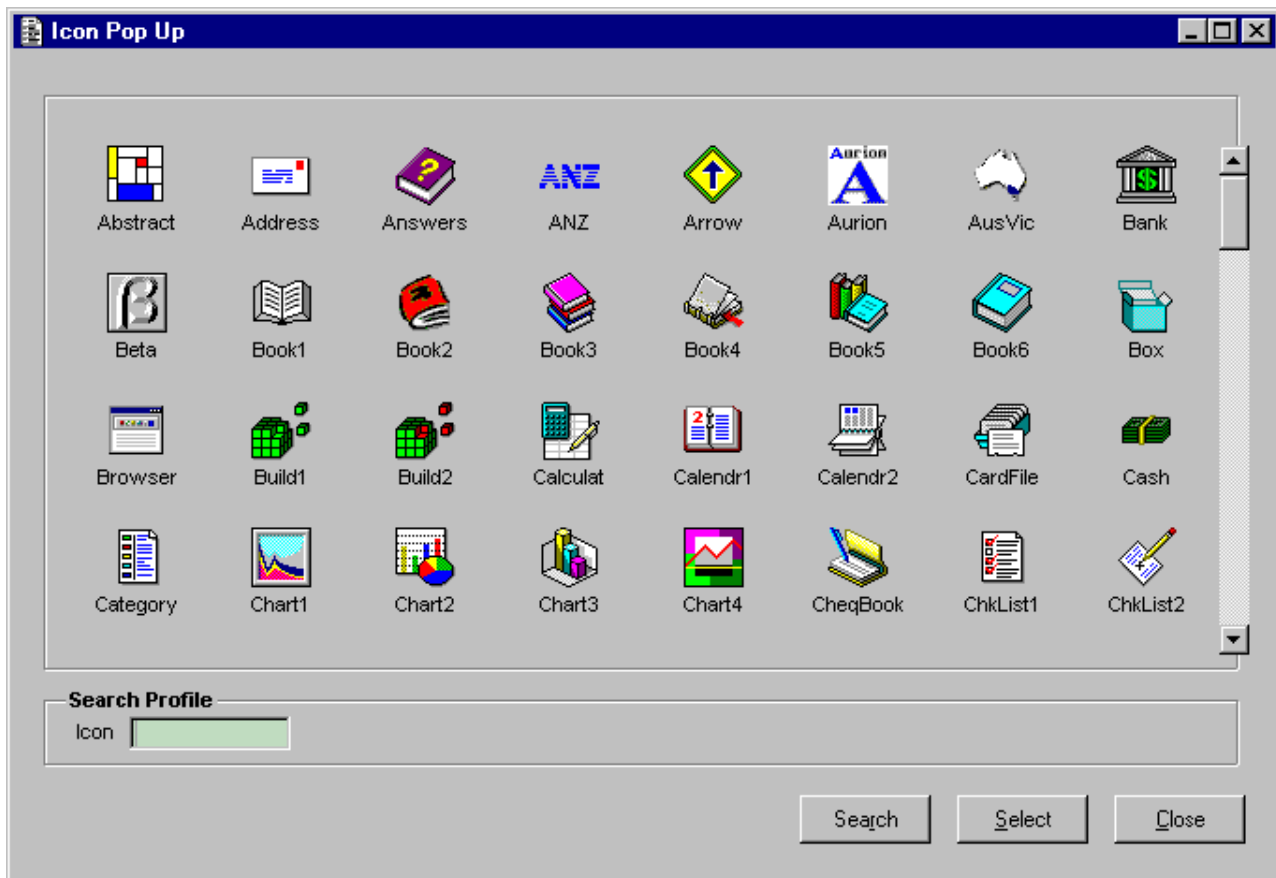 Icon Pop Up
ANZ
Aurion
A
Abstract Address Answers ANZ Arrow Aurion AusVic Bank
β
2
Beta Book1 Book2 Book3 Book4 Book5 Book6 Box
Browser Build1 Build2 Calculat Calendr1 Calendr2 CardFile Cash
Category Chart1 Chart2 Chart3 Chart4 CheqBook ChkList1 ChkList2
Search Profile
Icon
Search Select Close